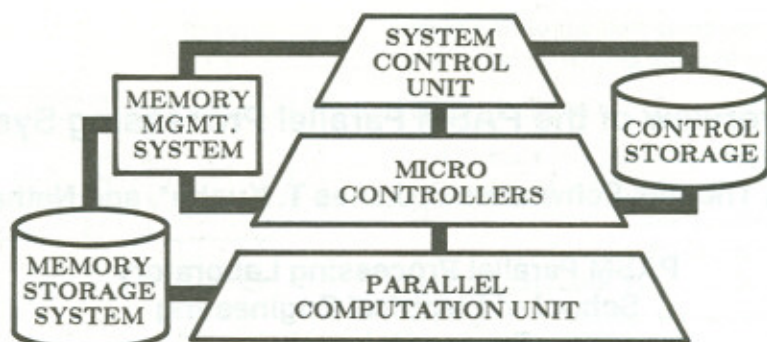 SYSTEM
CONTROL
UNIT
MEMORY
MGMT.
SYSTEM
CONTROL
STORAGE
MICRO
CONTROLLERS
MEMORY
STORAGE
SYSTEM
PARALLEL
COMPUTATION UNIT